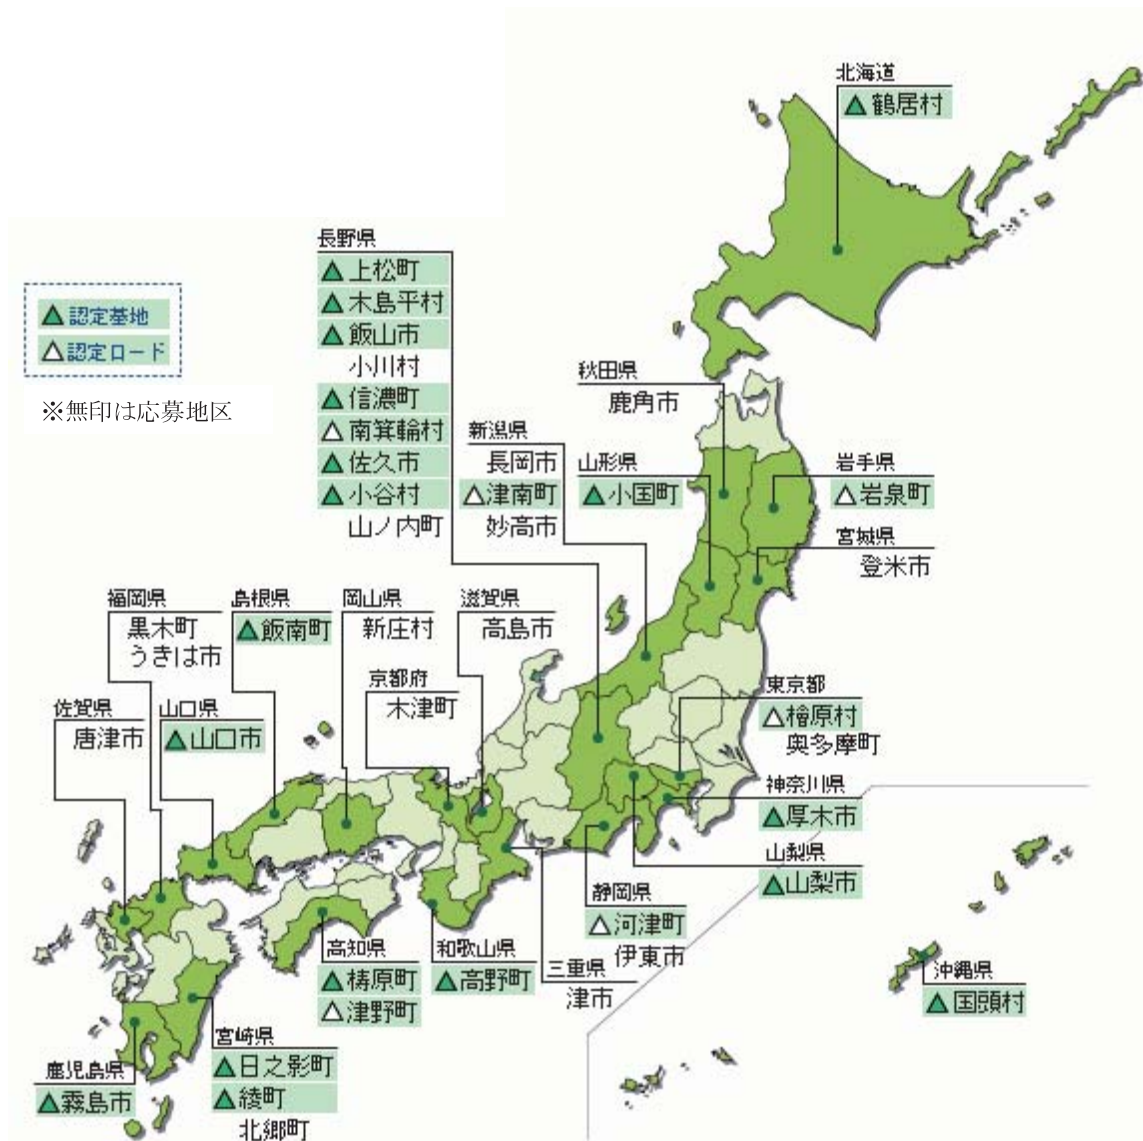 北海道
▲鶴居村
長野県
▲上松町
▲木島平村
▲飯山市
小川村
▲信濃町
△南箕輪村
▲佐久市
▲小谷村
山ノ内町
▲認定基地
△認定ロード
※無印は応募地区
新潟県
長岡市
△津南町
妙高市
秋田県
鹿角市
山形県
▲小国町
岩手県
△岩泉町
宮城県
登米市
福岡県
黒木町
うきは市
島根県
▲飯南町
岡山県
新庄村
滋賀県
高島市
京都府
木津町
佐賀県
唐津市
山口県
▲山口市
東京都
△檜原村
奥多摩町
神奈川県
▲厚木市
山梨県
▲山梨市
静岡県
△河津町
伊東市
三重県
津市
和歌山県
▲高野町
高知県
▲梼原町
△津野町
宮崎県
▲日之影町
▲綾町
北郷町
鹿児島県
▲霧島市
沖縄県
▲国頭村